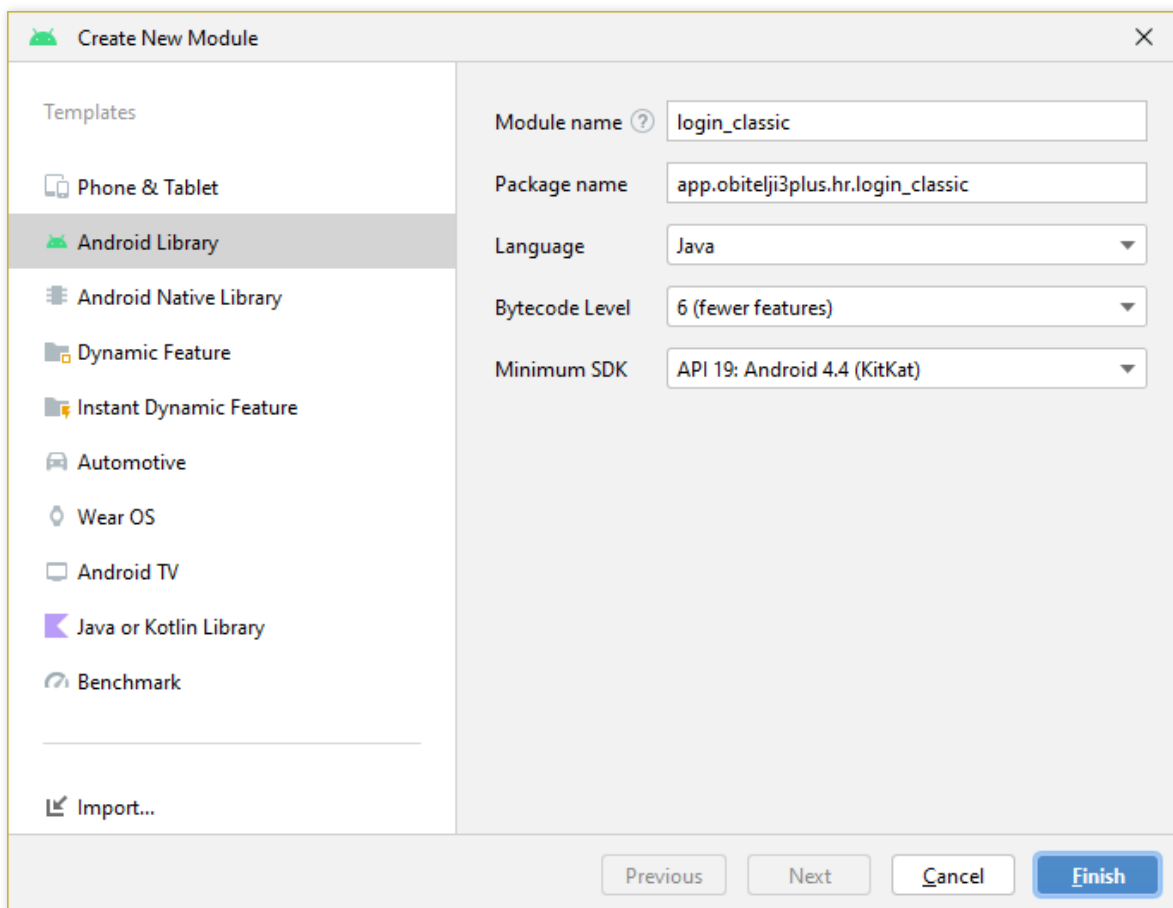 Create New Module
Templates
Phone & Tablet
Android Library
Android Native Library
Dynamic Feature
Instant Dynamic Feature
Automotive
Wear OS
Android TV
Java or Kotlin Library
Benchmark
Import...
Module name ? login_classic
Package name app.obitelji3plus.hr.login_classic
Language Java
Bytecode Level 6 (fewer features)
Minimum SDK API 19: Android 4.4 (KitKat)
Previous Next Cancel Finish